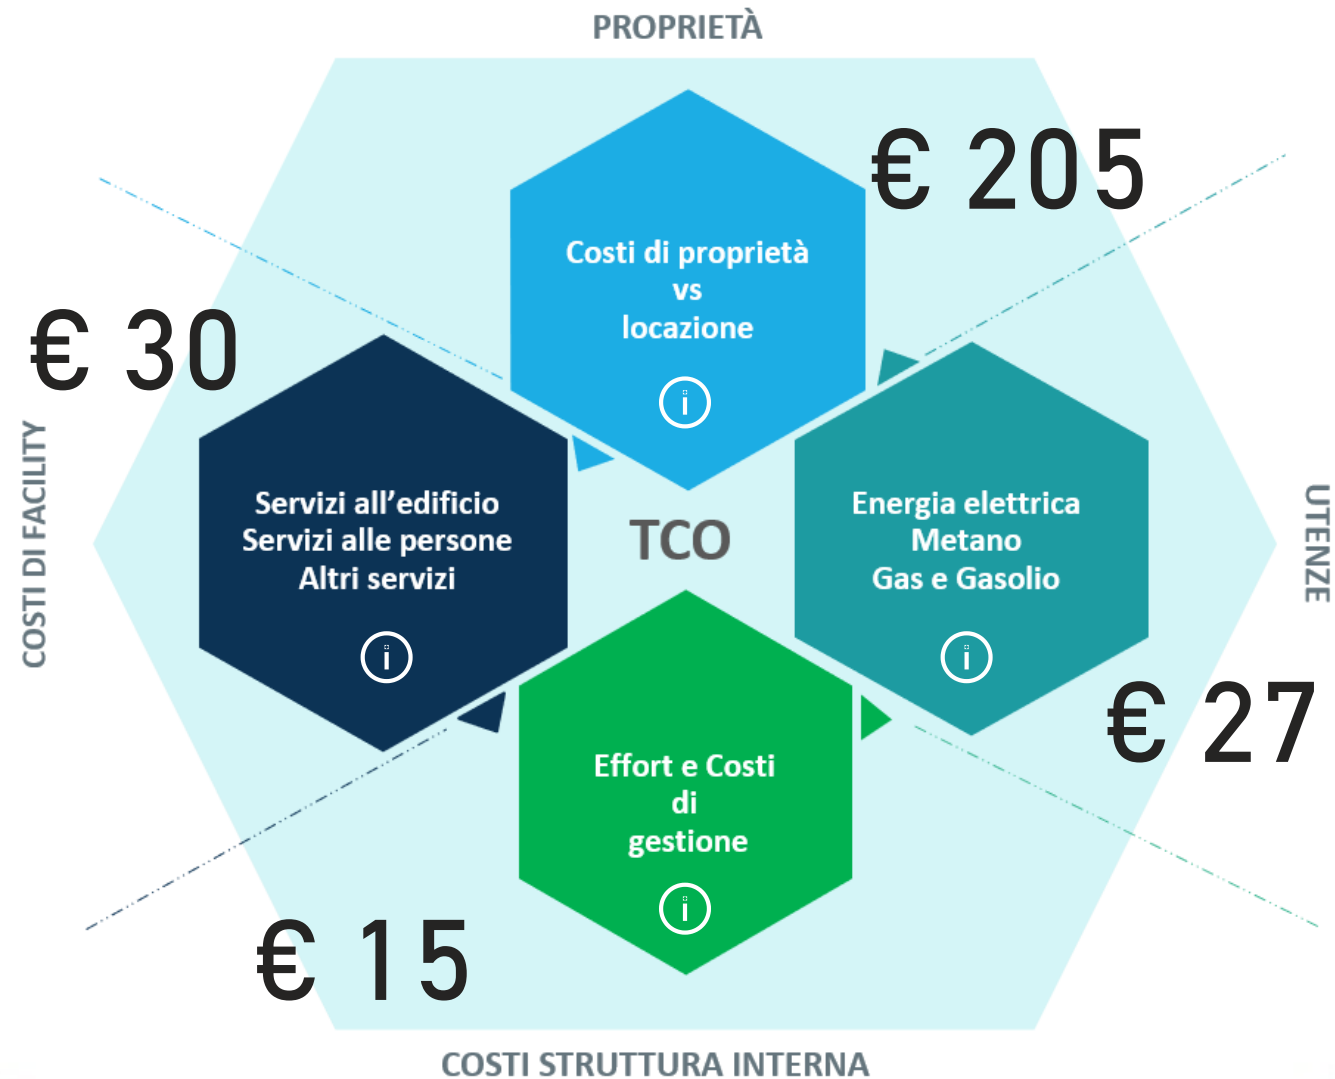 PROPRIETÀ
€ 205
Costi di proprietà
vs
locazione
i
€ 30
COSTI DI FACILITY
Servizi all’edificio
Servizi alle persone
Altri servizi
i
TCO
Energia elettrica
Metano
Gas e Gasolio
i
UTENZE
€ 27
Effort e Costi
di
gestione
i
€ 15
COSTI STRUTTURA INTERNA